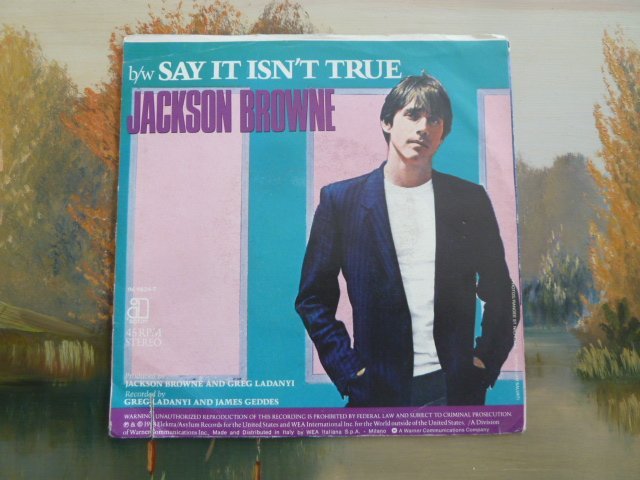 b/w SAY IT ISN'T TRUE
JACKSON BROWNE
45 R.P.M.
STEREO
Produced by
JACKSON BROWNE AND GREG LADANYI
Recorded by
GREG LADANYI AND JAMES GEDDES
WARNING: UNAUTHORIZED REPRODUCTION OF THIS RECORDING IS PROHIBITED BY FEDERAL LAW AND SUBJECT TO CRIMINAL PROSECUTION.
℗ & © Elektra/Asylum Records for the United States and WEA International Inc. for the World outside of the United States. /A Division
of Warner Communications Inc. Made and Distributed in Italy by WEA Italiana S.p.A. - Milano A Warner Communications Company